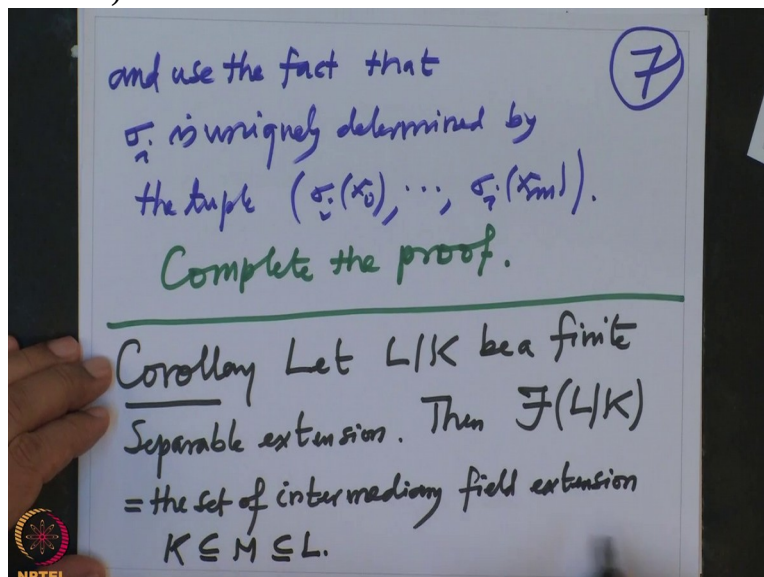 and use the fact that
7
σᵢ is uniquely determined by
the tuple (σᵢ(x₀), ⋯, σᵢ(xₘ)).
Complete the proof.
Corollary Let L|K be a finite
Separable extension. Then F(L|K)
= the set of intermediary field extension
K ⊆ M ⊆ L.
NPTEL